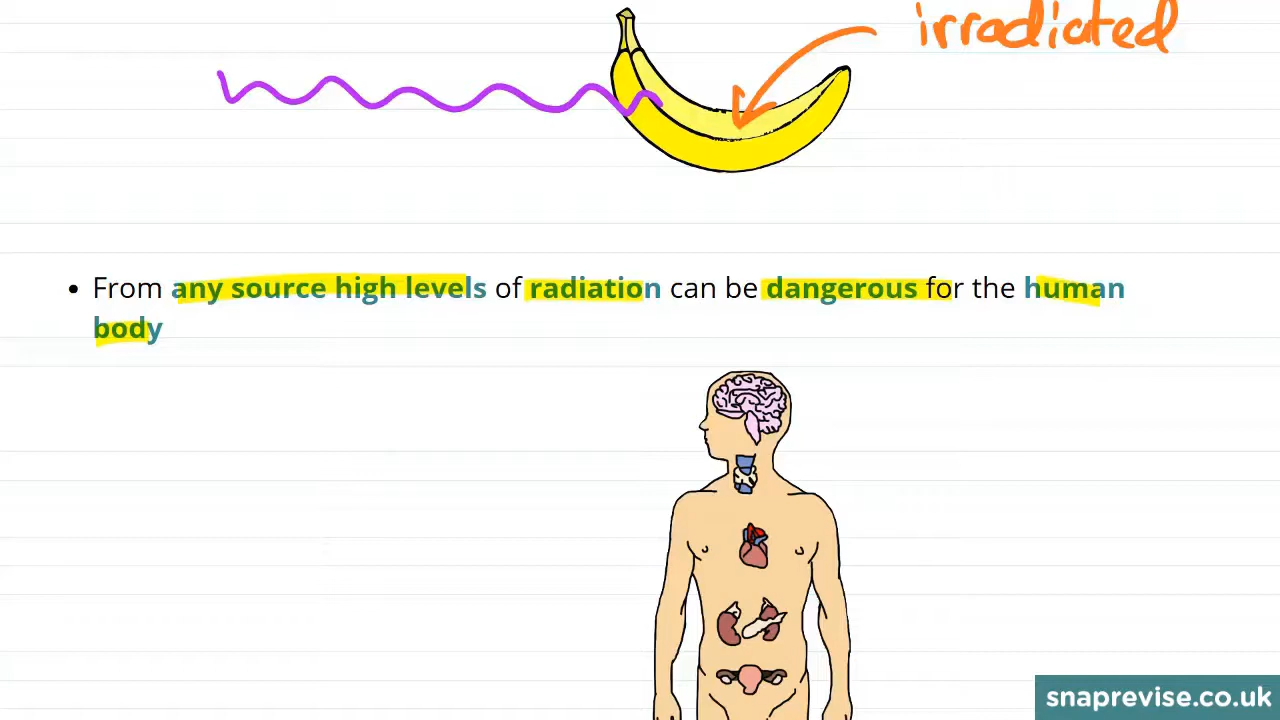 irradiated
• From any source high levels of radiation can be dangerous for the human
body
snaprevise.co.uk